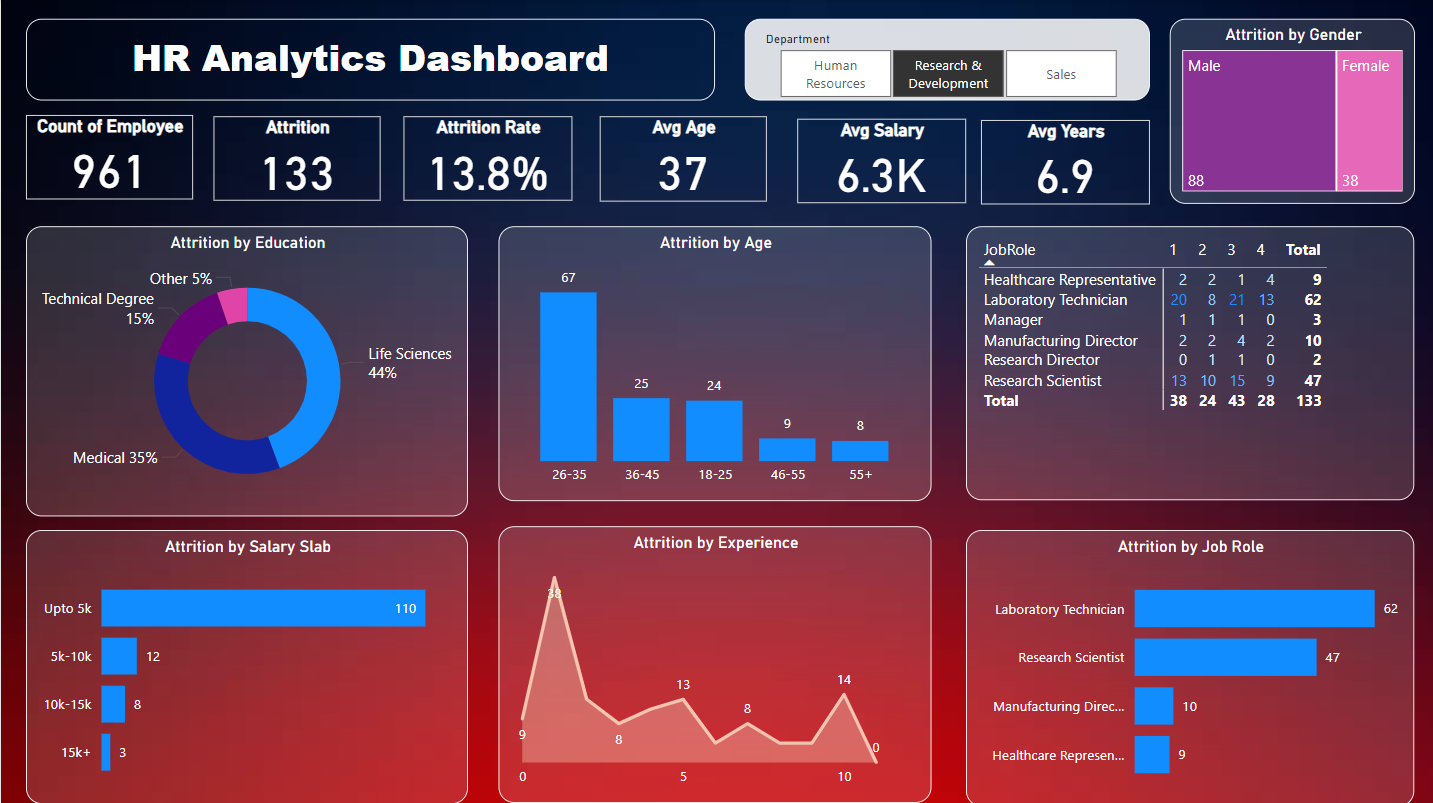 HR Analytics Dashboard
Department
Human
Resources
Research &
Development
Sales
Attrition by Gender
Male
Female
88
38
Count of Employee
961
Attrition
133
Attrition Rate
13.8%
Avg Age
37
Avg Salary
6.3K
Avg Years
6.9
Attrition by Education
Other 5%
Technical Degree
15%
Life Sciences
44%
Medical 35%
Attrition by Age
67
25
24
9
8
26-35 36-45 18-25 46-55 55+
JobRole 1 2 3 4 Total
Healthcare Representative 2 2 1 4 9
Laboratory Technician 20 8 21 13 62
Manager 1 1 1 0 3
Manufacturing Director 2 2 4 2 10
Research Director 0 1 1 0 2
Research Scientist 13 10 15 9 47
Total 38 24 43 28 133
Attrition by Salary Slab
Upto 5k 110
5k-10k 12
10k-15k 8
15k+ 3
Attrition by Experience
38
13
14
8
9
8
0
0 5 10
Attrition by Job Role
Laboratory Technician 62
Research Scientist 47
Manufacturing Direc... 10
Healthcare Represen... 9